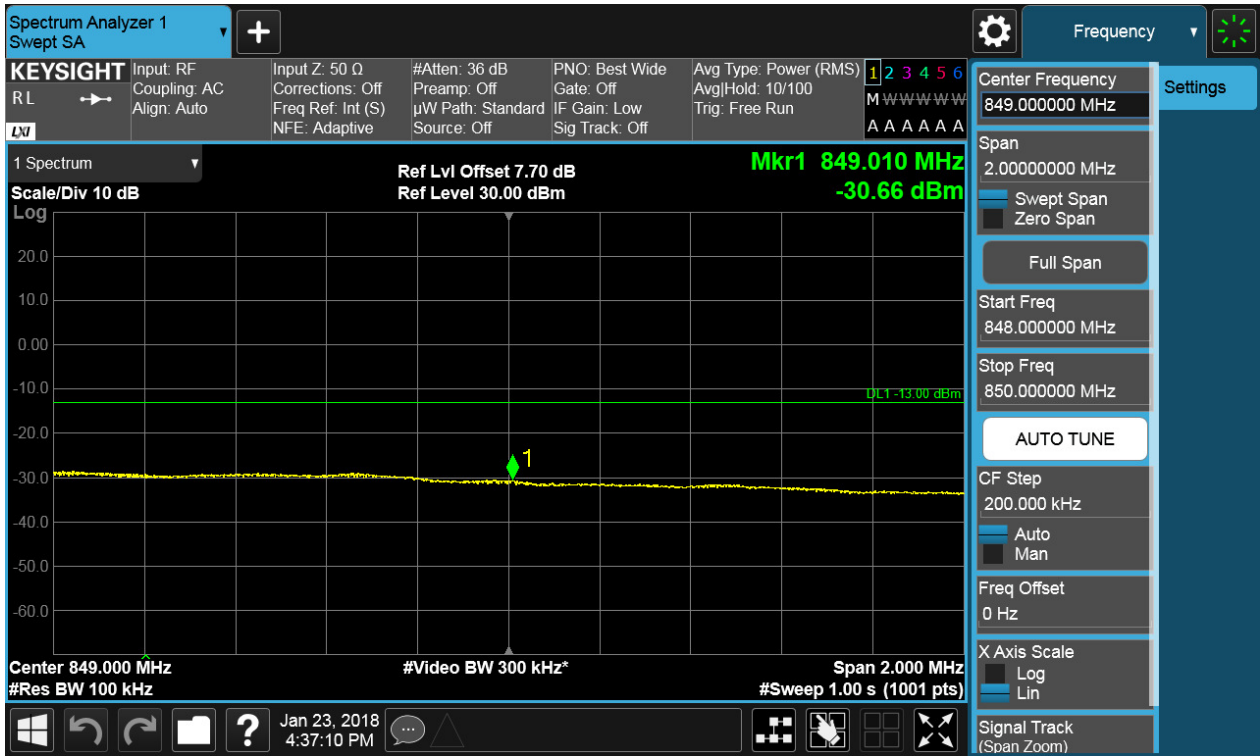 Spectrum Analyzer 1
Swept SA
+
Frequency
KEYSIGHT
RL
LXI
Input: RF
Coupling: AC
Align: Auto
Input Z: 50 Ω
Corrections: Off
Freq Ref: Int (S)
NFE: Adaptive
#Atten: 36 dB
Preamp: Off
µW Path: Standard
Source: Off
PNO: Best Wide
Gate: Off
IF Gain: Low
Sig Track: Off
Avg Type: Power (RMS)
Avg|Hold: 10/100
Trig: Free Run
1 2 3 4 5 6
M W W W W W
A A A A A A
1 Spectrum
Scale/Div 10 dB
Log
Ref Lvl Offset 7.70 dB
Ref Level 30.00 dBm
Mkr1 849.010 MHz
-30.66 dBm
20.0
10.0
0.00
-10.0
DL1 -13.00 dBm
-20.0
1
-30.0
-40.0
-50.0
-60.0
Center 849.000 MHz
#Res BW 100 kHz
#Video BW 300 kHz*
Span 2.000 MHz
#Sweep 1.00 s (1001 pts)
Center Frequency
849.000000 MHz
Settings
Span
2.00000000 MHz
Swept Span
Zero Span
Full Span
Start Freq
848.000000 MHz
Stop Freq
850.000000 MHz
AUTO TUNE
CF Step
200.000 kHz
Auto
Man
Freq Offset
0 Hz
X Axis Scale
Log
Lin
Signal Track
(Span Zoom)
?
Jan 23, 2018
4:37:10 PM